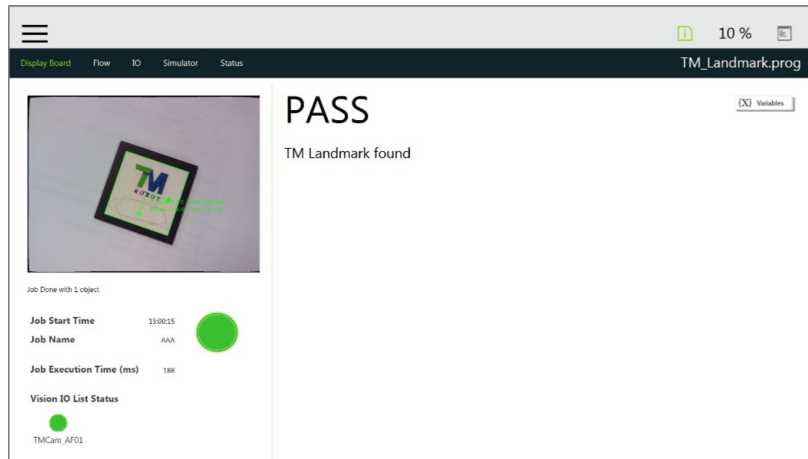 10 %
Display Board Flow IO Simulator Status
TM_Landmark.prog
PASS
{X} Variables
TM Landmark found
TM
ROBOT
Job Done with 1 object
Job Start Time 15:00:15
Job Name AAA
Job Execution Time (ms) 188
Vision IO List Status
TMCam_AF01